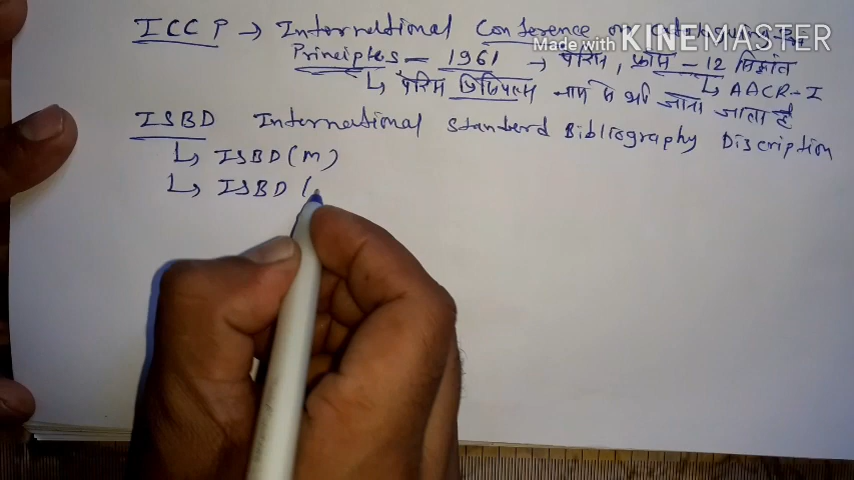 ICCP → International Conference on Cataloguing
Made with KINEMASTER
Principles - 1961 → पेरिस, फ्रांस - 12 सिद्धांत
↳ पेरिस प्रिंसिपल्स नाम से भी जाना जाता है
↳ AACR-I
ISBD International Standard Bibliography Discription
↳ ISBD(M)
↳ ISBD (